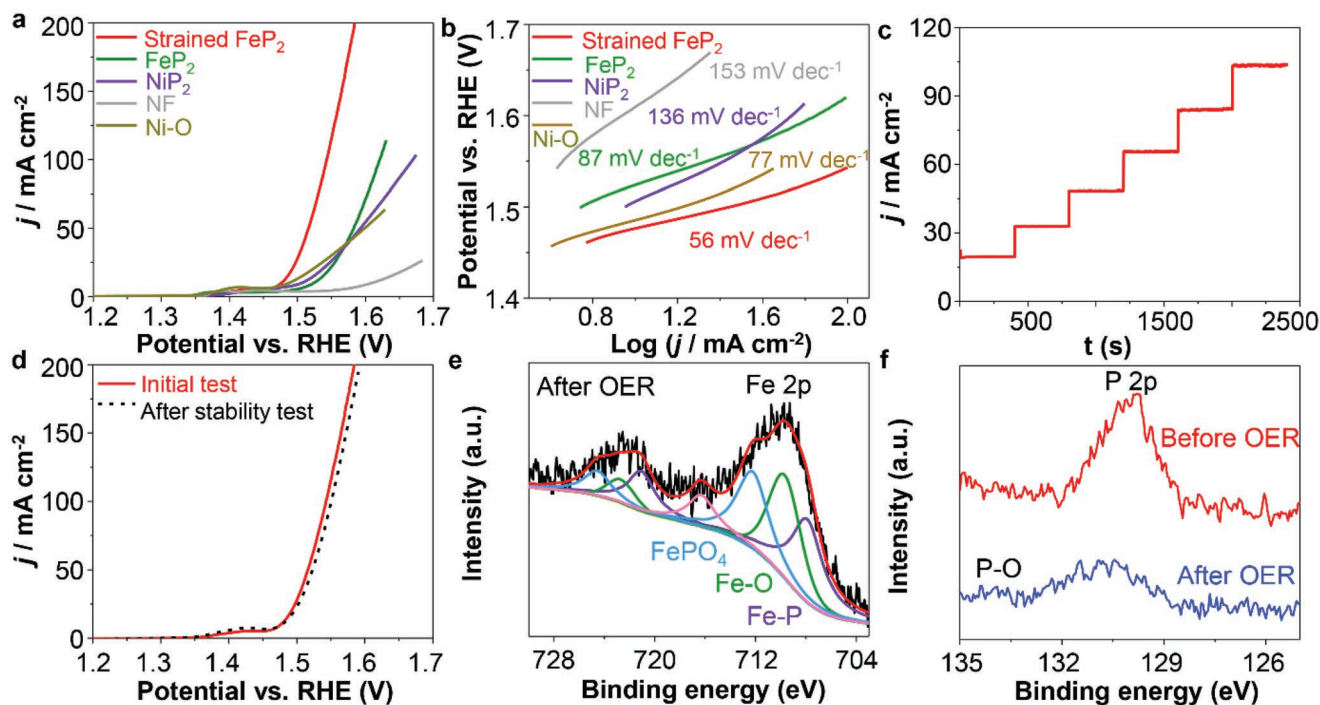 a
200
150
100
50
0
j / mA cm⁻²
Strained FeP₂
FeP₂
NiP₂
NF
Ni-O
1.2 1.3 1.4 1.5 1.6 1.7
Potential vs. RHE (V)
b
1.7
1.6
1.5
1.4
Potential vs. RHE (V)
Strained FeP₂
FeP₂
NiP₂
NF
Ni-O
153 mV dec⁻¹
136 mV dec⁻¹
87 mV dec⁻¹
77 mV dec⁻¹
56 mV dec⁻¹
0.8 1.2 1.6 2.0
Log (j / mA cm⁻²)
c
120
90
60
30
0
j / mA cm⁻²
500 1500 2500
t (s)
d
200
150
100
50
0
j / mA cm⁻²
Initial test
After stability test
1.2 1.3 1.4 1.5 1.6 1.7
Potential vs. RHE (V)
e
After OER
Fe 2p
Intensity (a.u.)
FePO₄
Fe-O
Fe-P
728 720 712 704
Binding energy (eV)
f
P 2p
Before OER
Intensity (a.u.)
P-O
After OER
135 132 129 126
Binding energy (eV)